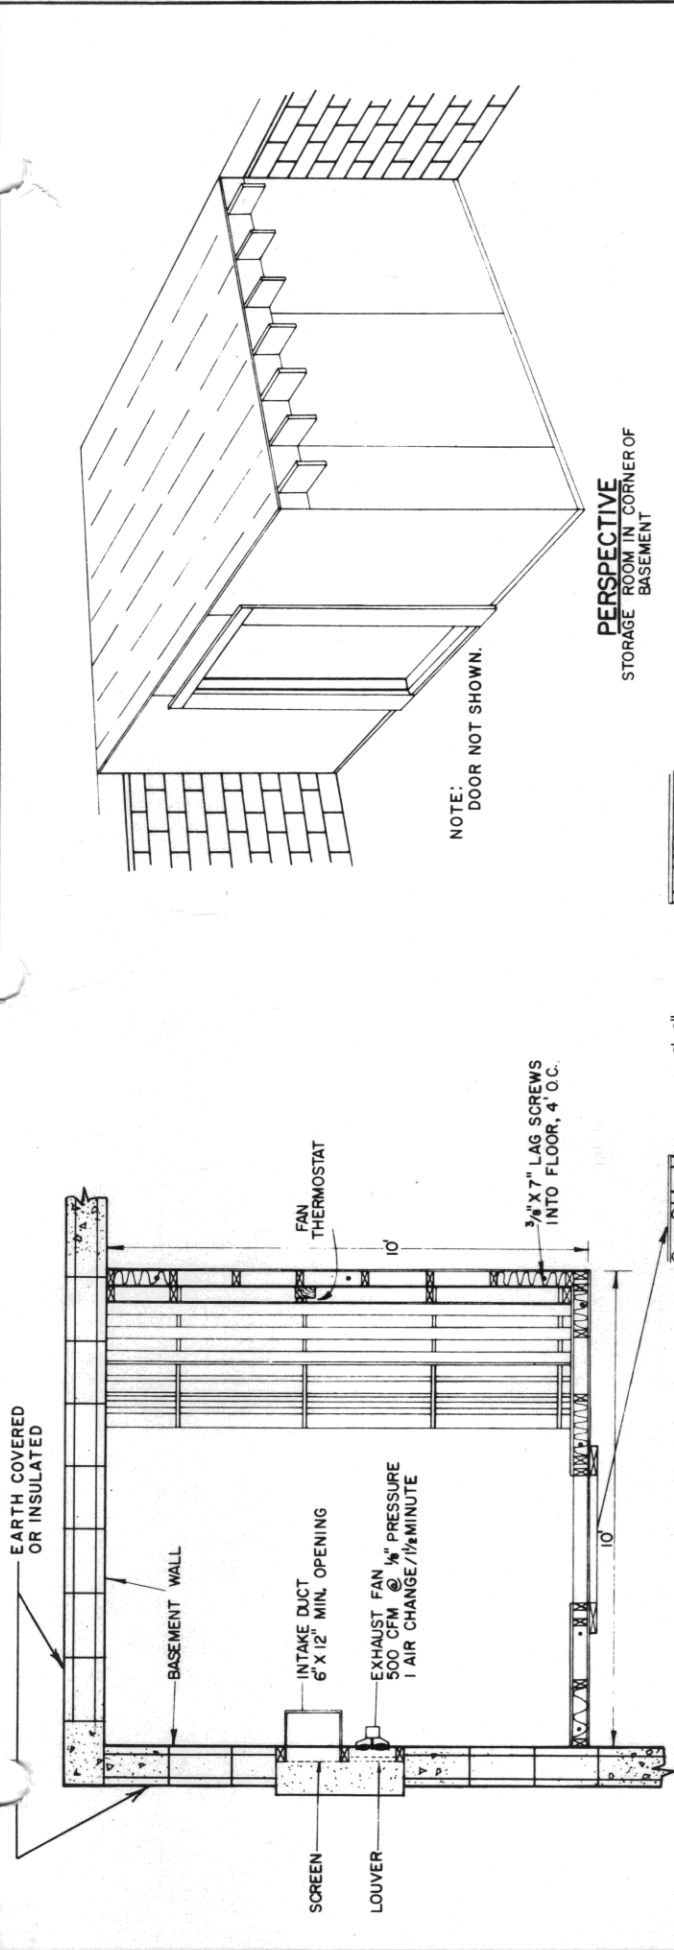 EARTH COVERED
OR INSULATED
BASEMENT WALL
FAN
THERMOSTAT
10'
INTAKE DUCT
6" X 12" MIN. OPENING
SCREEN
EXHAUST FAN
500 CFM @ 1/8" PRESSURE
1 AIR CHANGE/1½ MINUTE
LOUVER
3/8" X 7" LAG SCREWS
INTO FLOOR, 4' O.C.
10'
NOTE:
DOOR NOT SHOWN.
PERSPECTIVE
STORAGE ROOM IN CORNER OF
BASEMENT